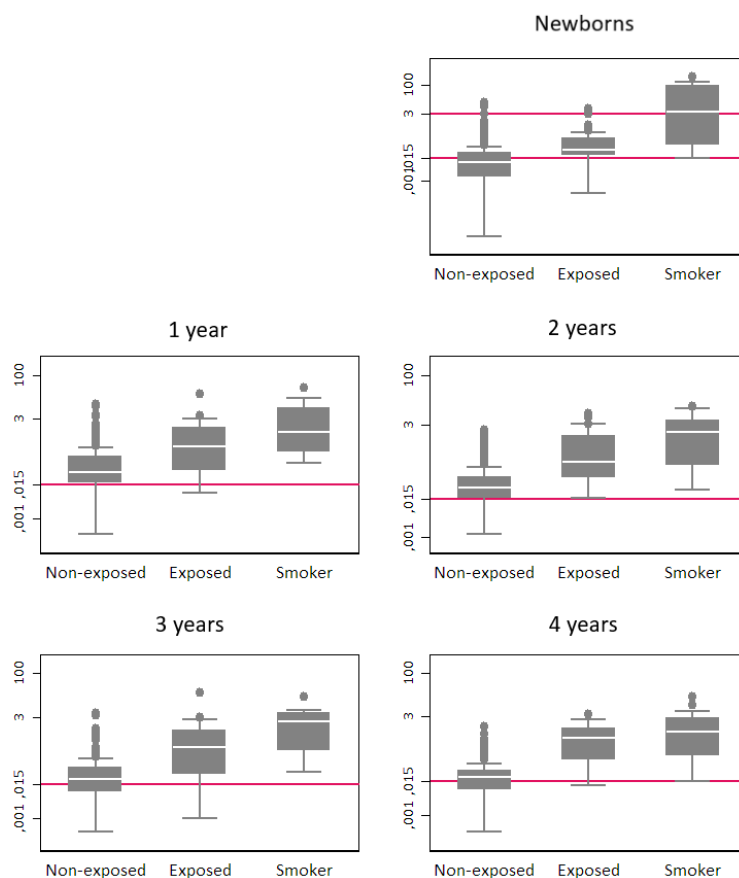 Newborns
100
3
,015
,001
Non-exposed Exposed Smoker
1 year
100
3
,015
,001
Non-exposed Exposed Smoker
2 years
100
3
,015
,001
Non-exposed Exposed Smoker
3 years
100
3
,015
,001
Non-exposed Exposed Smoker
4 years
100
3
,015
,001
Non-exposed Exposed Smoker